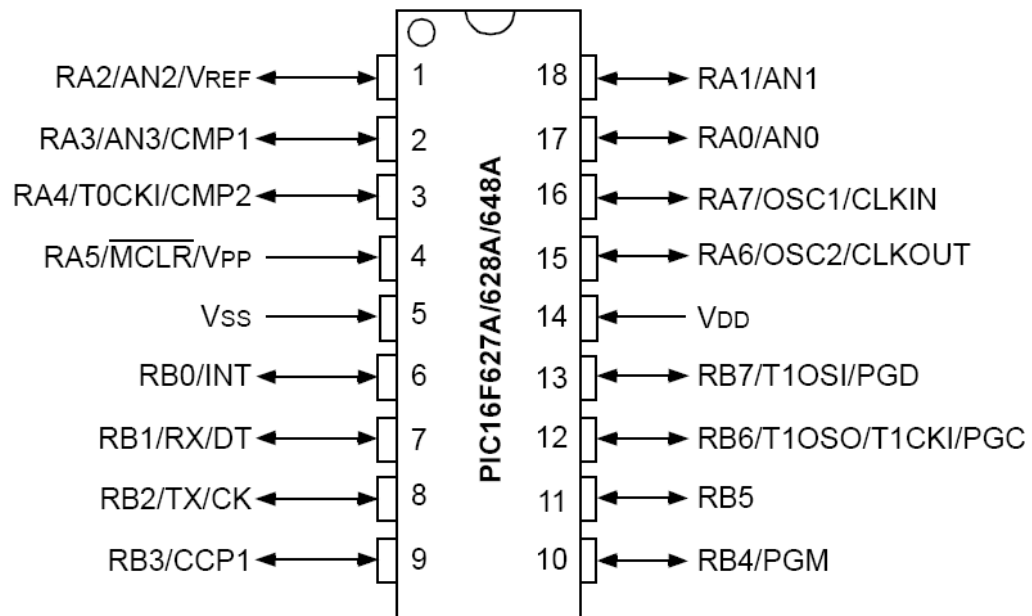 RA2/AN2/VREF 1 18 RA1/AN1
RA3/AN3/CMP1 2 17 RA0/AN0
RA4/T0CKI/CMP2 3 16 RA7/OSC1/CLKIN
RA5/MCLR/VPP 4 15 RA6/OSC2/CLKOUT
VSS 5 14 VDD
RB0/INT 6 13 RB7/T1OSI/PGD
RB1/RX/DT 7 12 RB6/T1OSO/T1CKI/PGC
RB2/TX/CK 8 11 RB5
RB3/CCP1 9 10 RB4/PGM
PIC16F627A/628A/648A